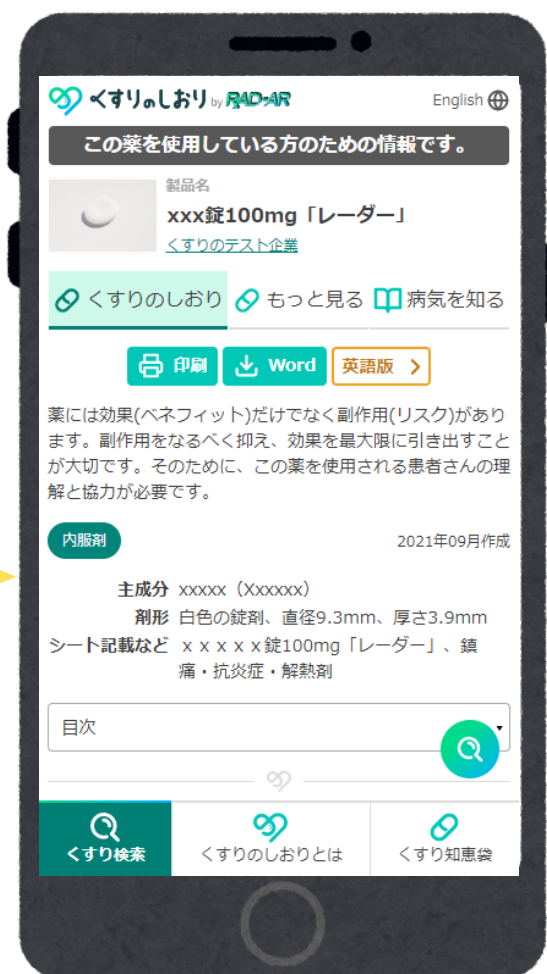 くすりのしおり by RAD-AR English
この薬を使用している方のための情報です。
製品名
xxx錠100mg「レーダー」
くすりのテスト企業
くすりのしおり もっと見る 病気を知る
印刷 Word 英語版
薬には効果(ベネフィット)だけでなく副作用(リスク)があり
ます。副作用をなるべく抑え、効果を最大限に引き出すこと
が大切です。そのために、この薬を使用される患者さんの理
解と協力が必要です。
内服剤 2021年09月作成
主成分 xxxxx（Xxxxxx）
剤形 白色の錠剤、直径9.3mm、厚さ3.9mm
シート記載など ｘｘｘｘｘ錠100mg「レーダー」、鎮
痛・抗炎症・解熱剤
目次
くすり検索 くすりのしおりとは くすり知恵袋